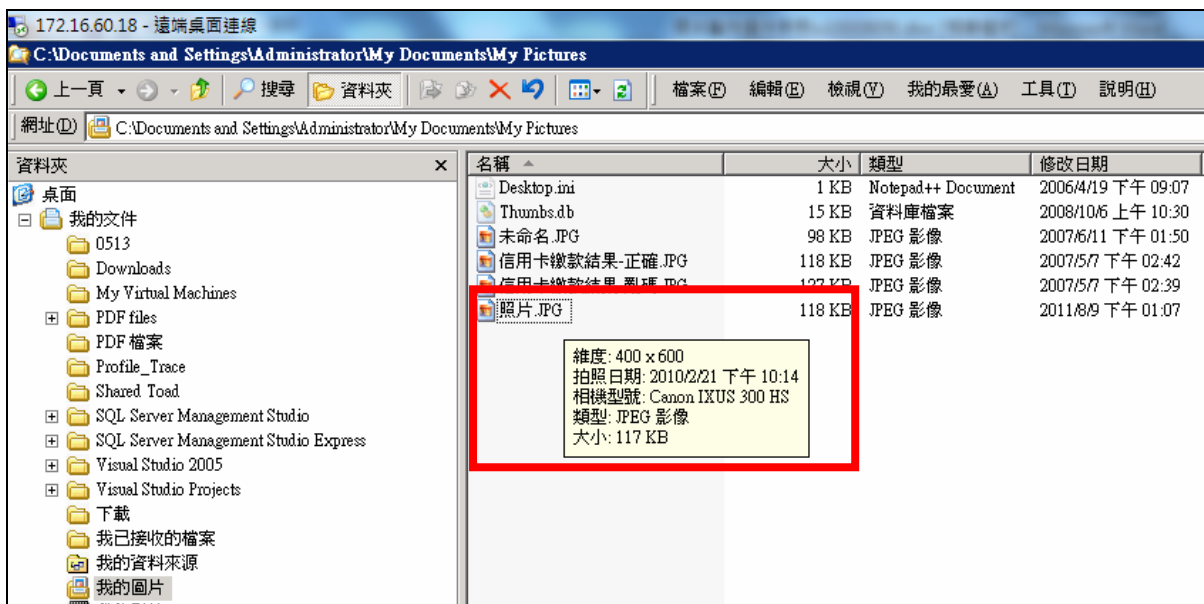 172.16.60.18 - 遠端桌面連線
C:\Documents and Settings\Administrator\My Documents\My Pictures
上一頁 搜尋 資料夾 檔案(F) 編輯(E) 檢視(V) 我的最愛(A) 工具(T) 說明(H)
網址(D) C:\Documents and Settings\Administrator\My Documents\My Pictures
資料夾
桌面
我的文件
0513
Downloads
My Virtual Machines
PDF files
PDF 檔案
Profile_Trace
Shared Toad
SQL Server Management Studio
SQL Server Management Studio Express
Visual Studio 2005
Visual Studio Projects
下載
我已接收的檔案
我的資料來源
我的圖片
名稱 大小 類型 修改日期
Desktop.ini 1 KB Notepad++ Document 2006/4/19 下午 09:07
Thumbs.db 15 KB 資料庫檔案 2008/10/6 上午 10:30
未命名.JPG 98 KB JPEG 影像 2007/6/11 下午 01:50
信用卡繳款結果-正確.JPG 118 KB JPEG 影像 2007/5/7 下午 02:42
信用卡繳款結果-亂碼.JPG 127 KB JPEG 影像 2007/5/7 下午 02:39
照片.JPG 118 KB JPEG 影像 2011/8/9 下午 01:07
維度: 400 x 600
拍照日期: 2010/2/21 下午 10:14
相機型號: Canon IXUS 300 HS
類型: JPEG 影像
大小: 117 KB